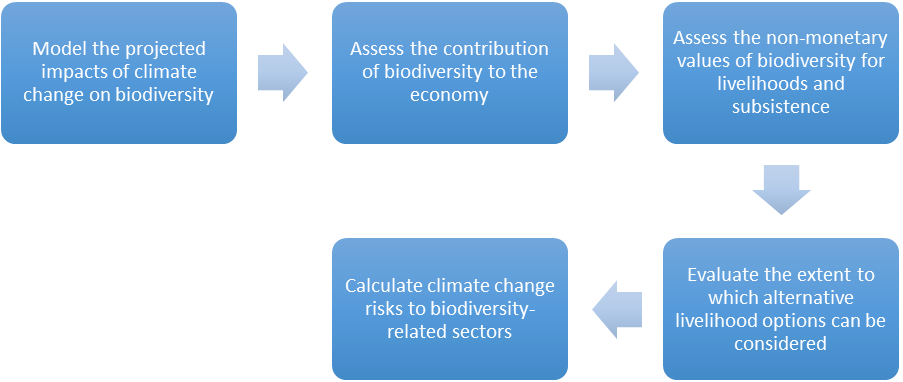 Model the projected
impacts of climate
change on biodiversity
Assess the contribution
of biodiversity to the
economy
Assess the non-monetary
values of biodiversity for
livelihoods and
subsistence
Evaluate the extent to
which alternative
livelihood options can be
considered
Calculate climate change
risks to biodiversity-
related sectors